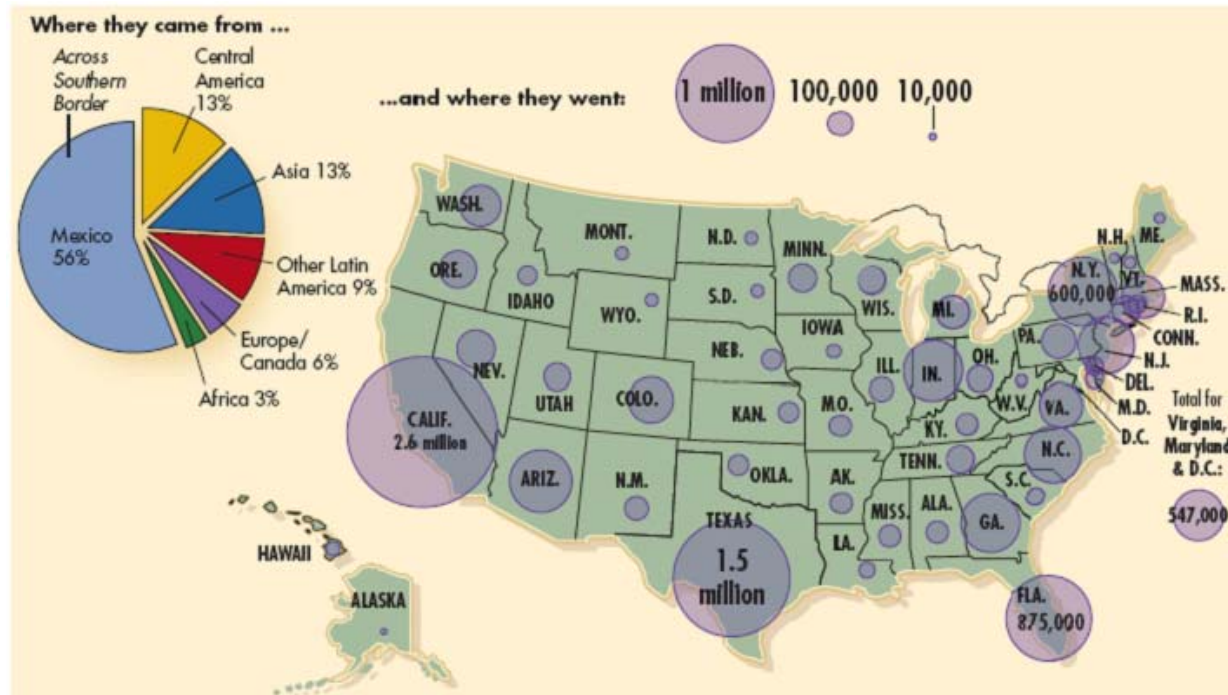 Where they came from ...
Across
Southern
Border
Central
America
13%
Asia 13%
Mexico
56%
Other Latin
America 9%
Europe/
Canada 6%
Africa 3%
...and where they went:
1 million
100,000
10,000
WASH.
MONT.
N.D.
MINN.
N.H.
ME.
ORE.
IDAHO
S.D.
WIS.
MI.
N.Y.
600,000
VT.
MASS.
R.I.
CONN.
N.J.
DEL.
M.D.
D.C.
WYO.
IOWA
NEB.
PA.
NEV.
UTAH
COLO.
KAN.
MO.
ILL.
IN.
OH.
W.V.
VA.
KY.
CALIF.
2.6 million
ARIZ.
N.M.
OKLA.
AK.
TENN.
N.C.
S.C.
TEXAS
1.5
million
LA.
MISS.
ALA.
GA.
FLA.
875,000
Total for
Virginia,
Maryland
& D.C.:
547,000
HAWAII
ALASKA